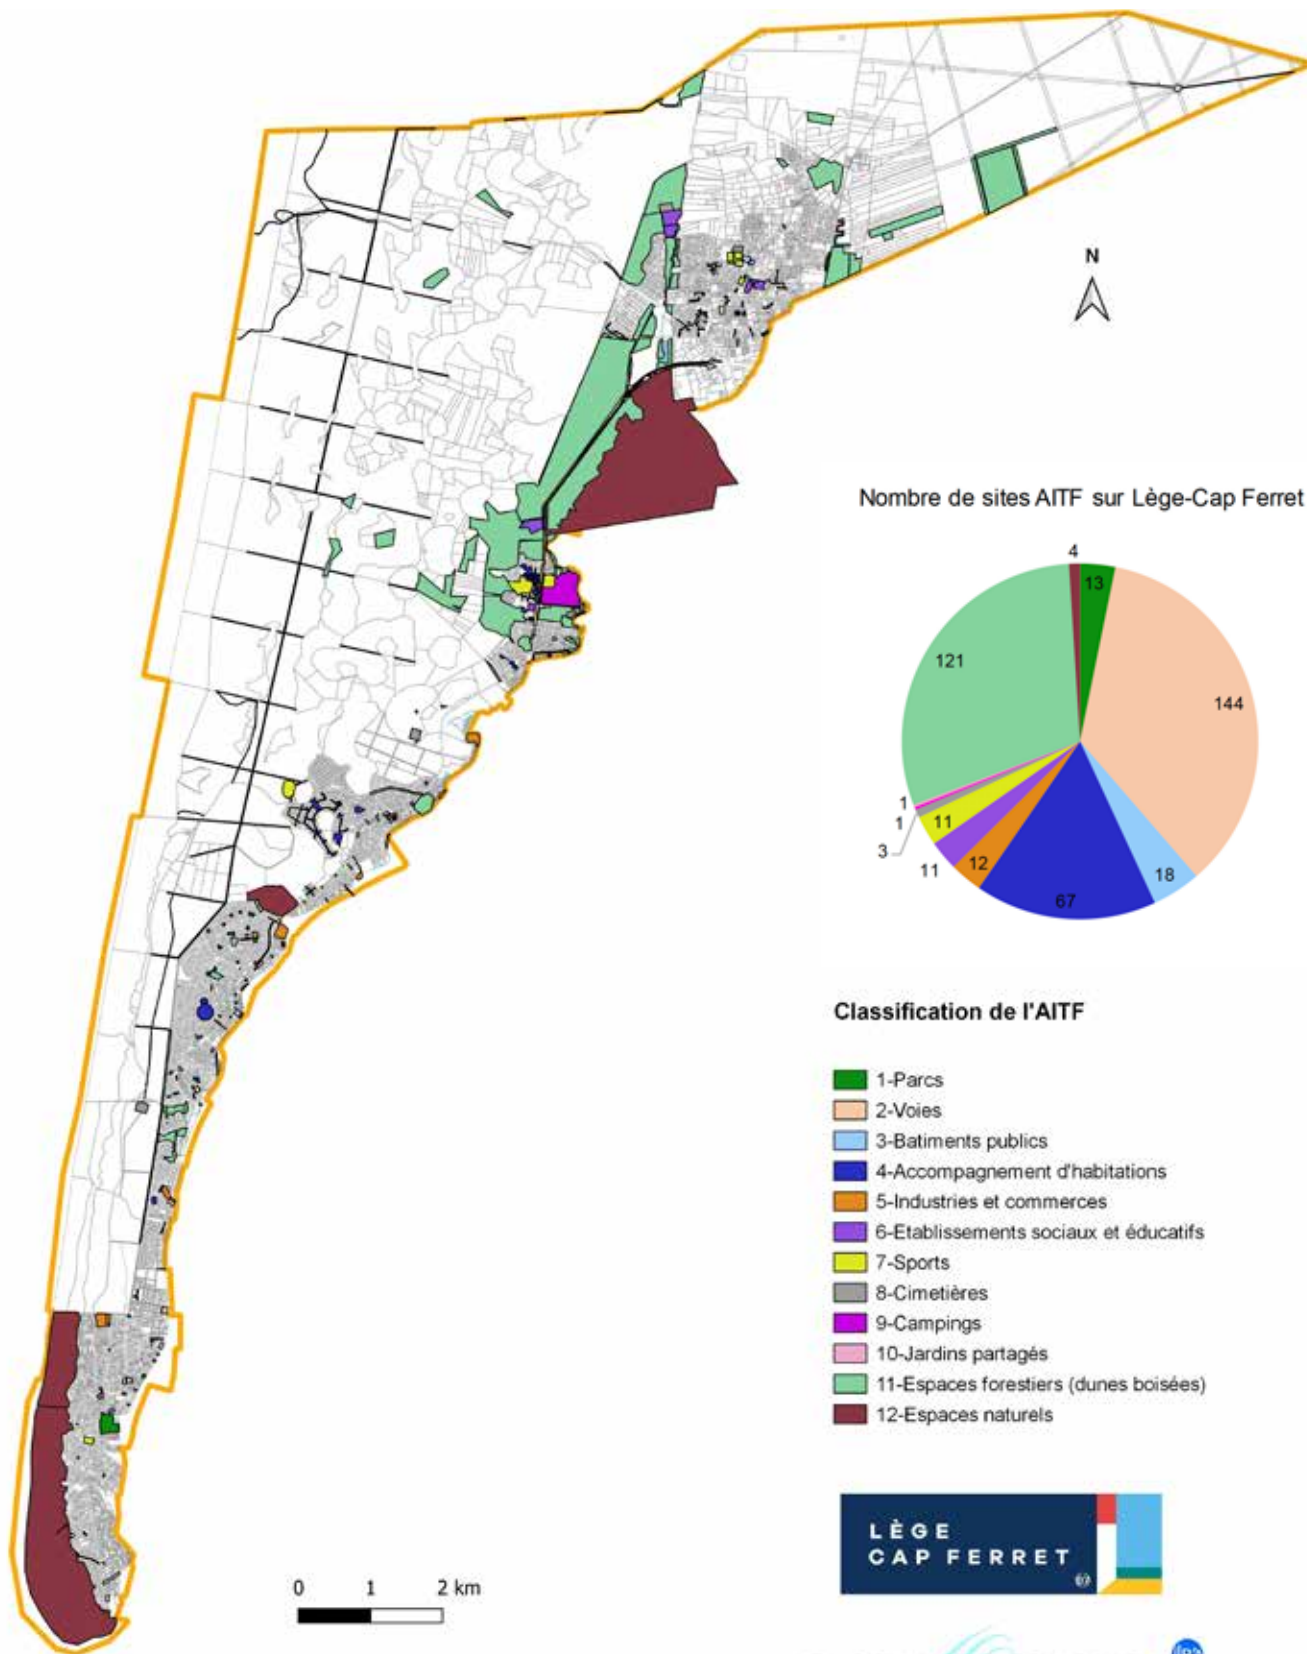 N
Nombre de sites AITF sur Lège-Cap Ferret
4
13
121
144
1
1
3
11
11
12
67
18
Classification de l'AITF
1-Parcs
2-Voies
3-Batiments publics
4-Accompagnement d'habitations
5-Industries et commerces
6-Etablissements sociaux et éducatifs
7-Sports
8-Cimetières
9-Campings
10-Jardins partagés
11-Espaces forestiers (dunes boisées)
12-Espaces naturels
LÈGE
CAP FERRET
0 1 2 km